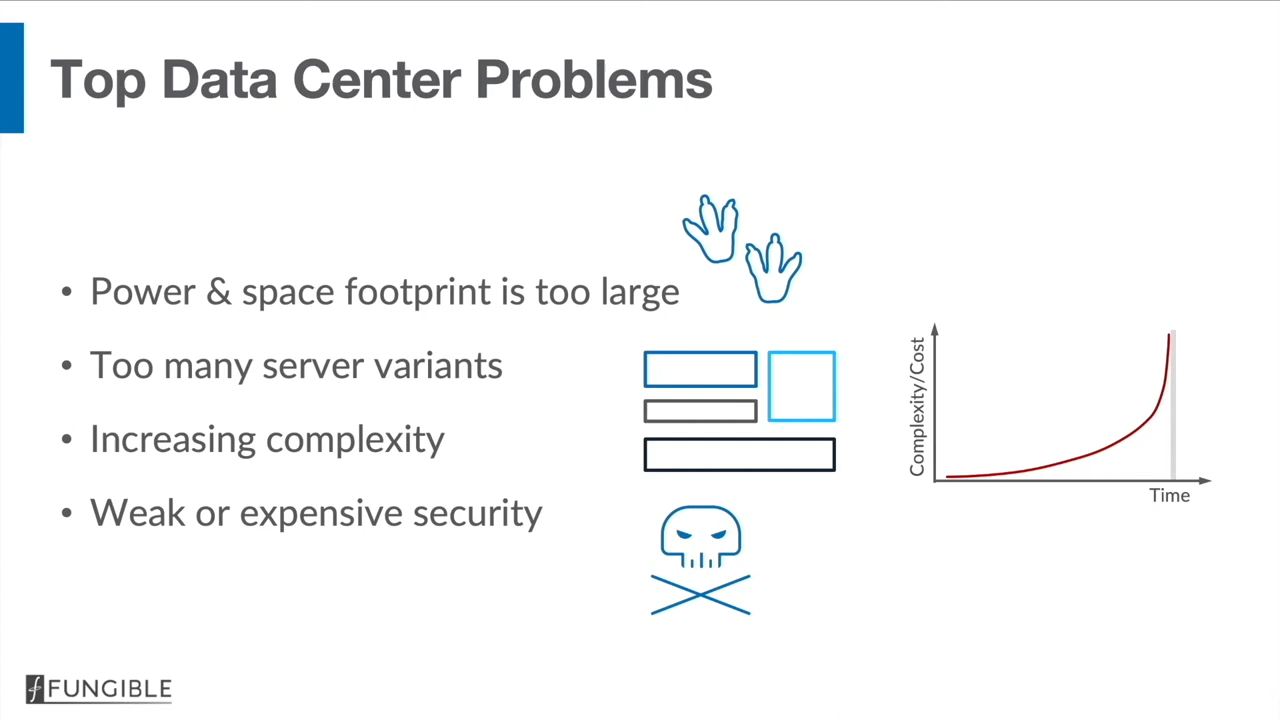 Top Data Center Problems
• Power & space footprint is too large
• Too many server variants
• Increasing complexity
• Weak or expensive security
Complexity/Cost
Time
FUNGIBLE